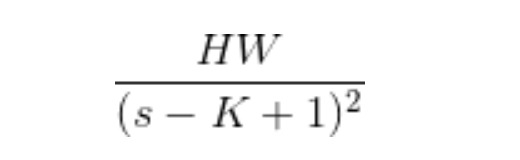 HW
(s − K + 1)²